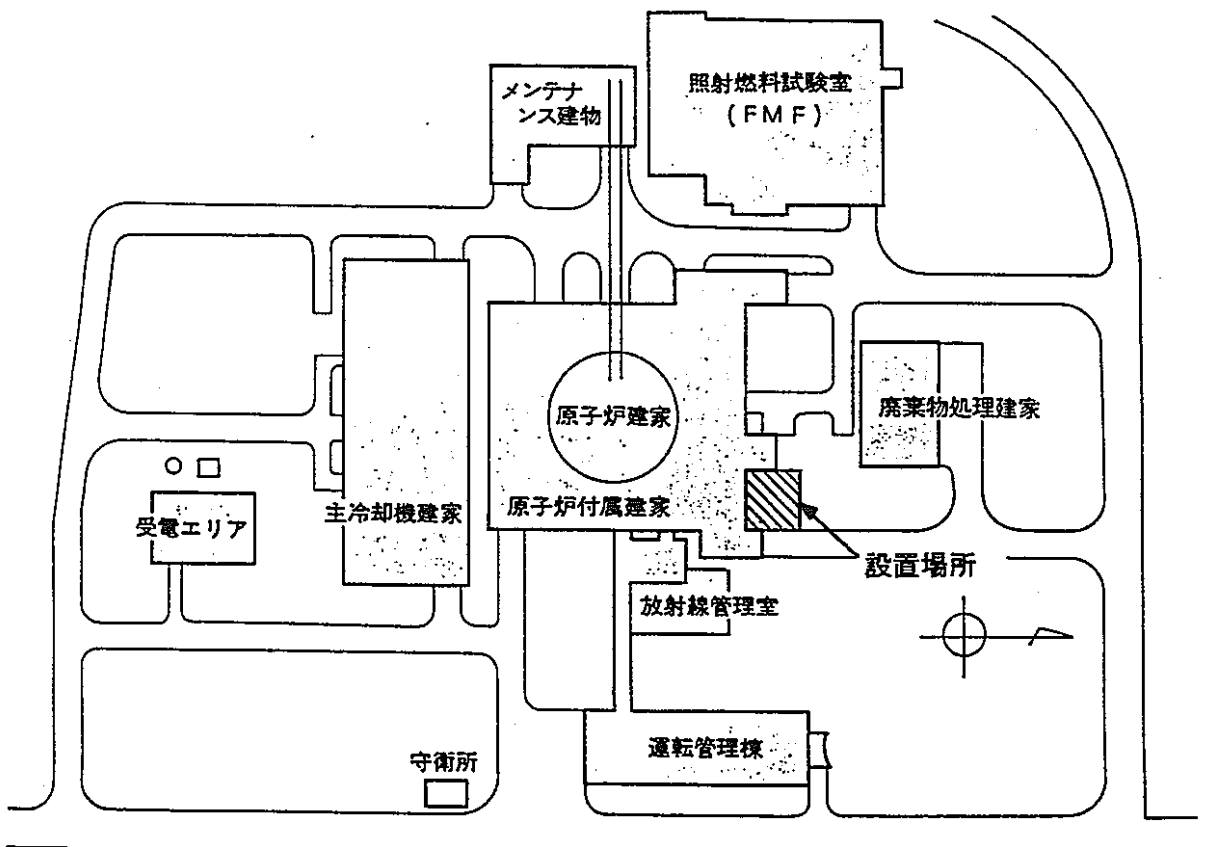 メンテナ
ンス建物
照射燃料試験室
(FMF)
原子炉建家
廃棄物処理建家
受電エリア
主冷却機建家
原子炉付属建家
設置場所
放射線管理室
運転管理棟
守衛所